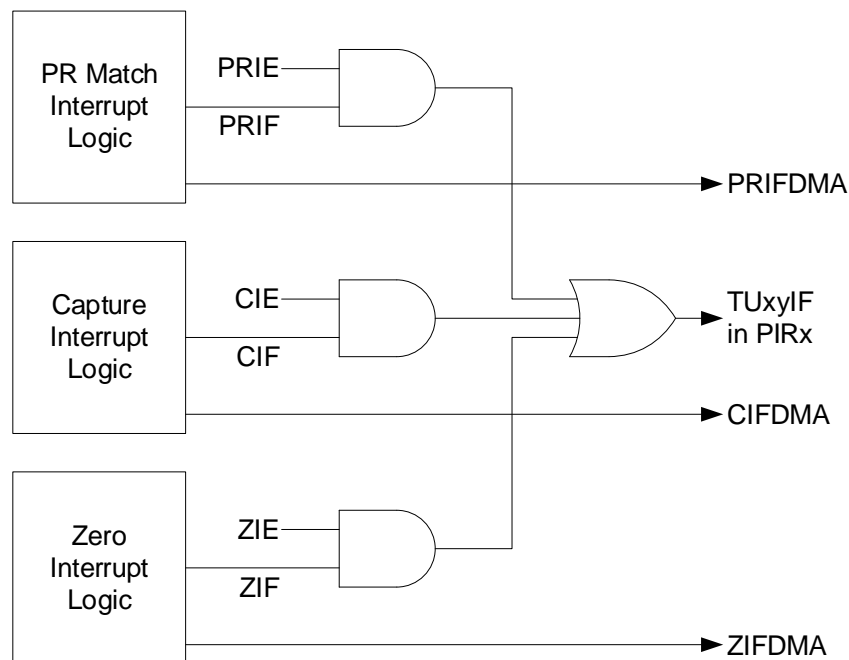 PR Match
Interrupt
Logic
PRIE
PRIF
PRIFDMA
Capture
Interrupt
Logic
CIE
CIF
TUxyIF
in PIRx
CIFDMA
Zero
Interrupt
Logic
ZIE
ZIF
ZIFDMA